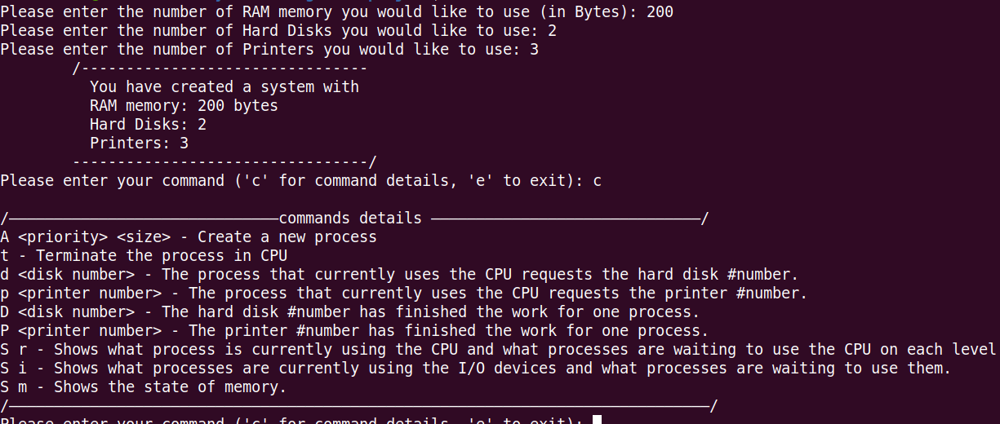 Please enter the number of RAM memory you would like to use (in Bytes): 200
Please enter the number of Hard Disks you would like to use: 2
Please enter the number of Printers you would like to use: 3
/--------------------------------
You have created a system with
RAM memory: 200 bytes
Hard Disks: 2
Printers: 3
---------------------------------/
Please enter your command ('c' for command details, 'e' to exit): c
/——————————————————————————————commands details ——————————————————————————————/
A <priority> <size> - Create a new process
t - Terminate the process in CPU
d <disk number> - The process that currently uses the CPU requests the hard disk #number.
p <printer number> - The process that currently uses the CPU requests the printer #number.
D <disk number> - The hard disk #number has finished the work for one process.
P <printer number> - The printer #number has finished the work for one process.
S r - Shows what process is currently using the CPU and what processes are waiting to use the CPU on each level
S i - Shows what processes are currently using the I/O devices and what processes are waiting to use them.
S m - Shows the state of memory.
/——————————————————————————————————————————————————————————————————————————————/
Please enter your command ('c' for command details, 'e' to exit):